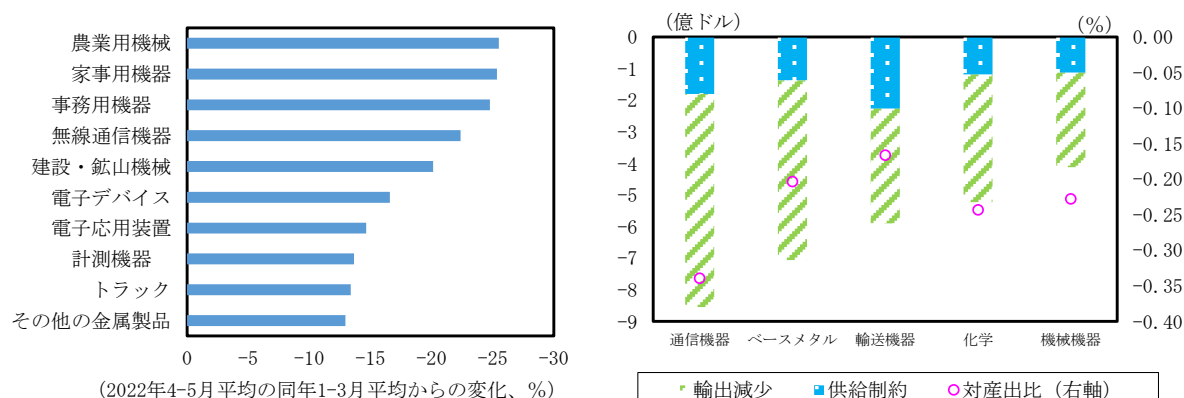 農業用機械
家事用機器
事務用機器
無線通信機器
建設・鉱山機械
電子デバイス
電子応用装置
計測機器
トラック
その他の金属製品
0 -5 -10 -15 -20 -25 -30
(2022年4-5月平均の同年1-3月平均からの変化、%)
(億ドル) (%)
0 0.00
-1 -0.05
-2 -0.10
-3 -0.15
-4 -0.20
-5 -0.25
-6 -0.30
-7 -0.35
-8 -0.40
-9
通信機器 ベースメタル 輸送機器 化学 機械機器
輸出減少 供給制約 対産出比(右軸)